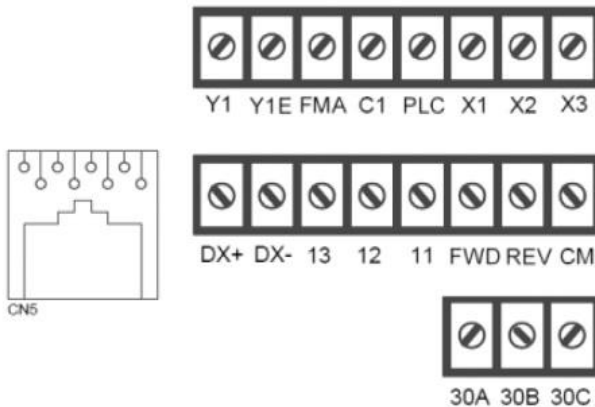 Y1 Y1E FMA C1 PLC X1 X2 X3
DX+ DX- 13 12 11 FWD REV CM
CN5
30A 30B 30C